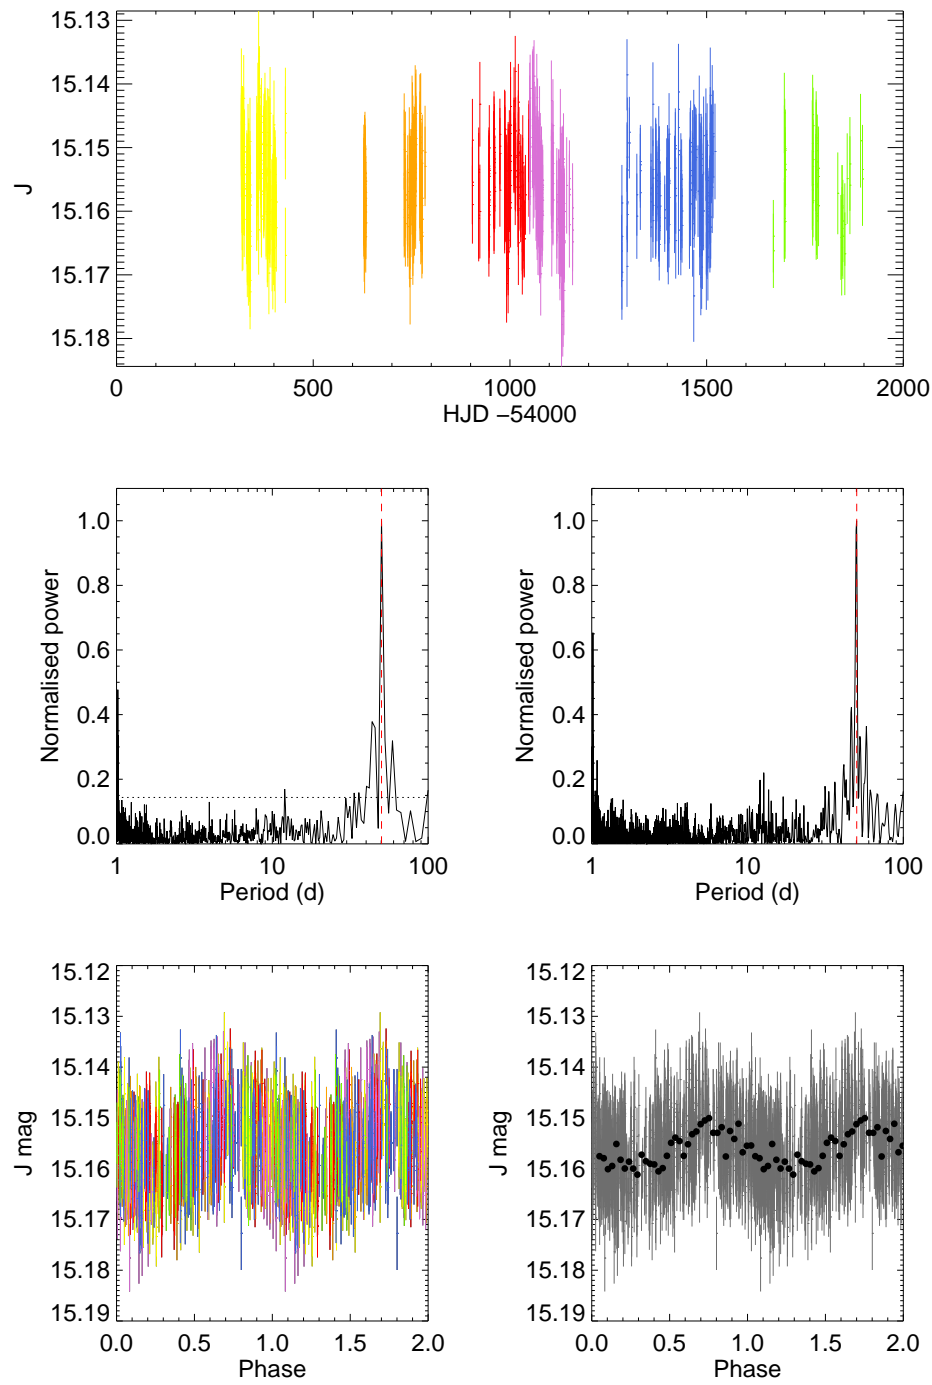 15.13
15.14
15.15
15.16
15.17
15.18
J
0 500 1000 1500 2000
HJD −54000
1.0
0.8
0.6
0.4
0.2
0.0
Normalised power
1 10 100
Period (d)
1.0
0.8
0.6
0.4
0.2
0.0
Normalised power
1 10 100
Period (d)
15.12
15.13
15.14
15.15
15.16
15.17
15.18
15.19
J mag
0.0 0.5 1.0 1.5 2.0
Phase
15.12
15.13
15.14
15.15
15.16
15.17
15.18
15.19
J mag
0.0 0.5 1.0 1.5 2.0
Phase